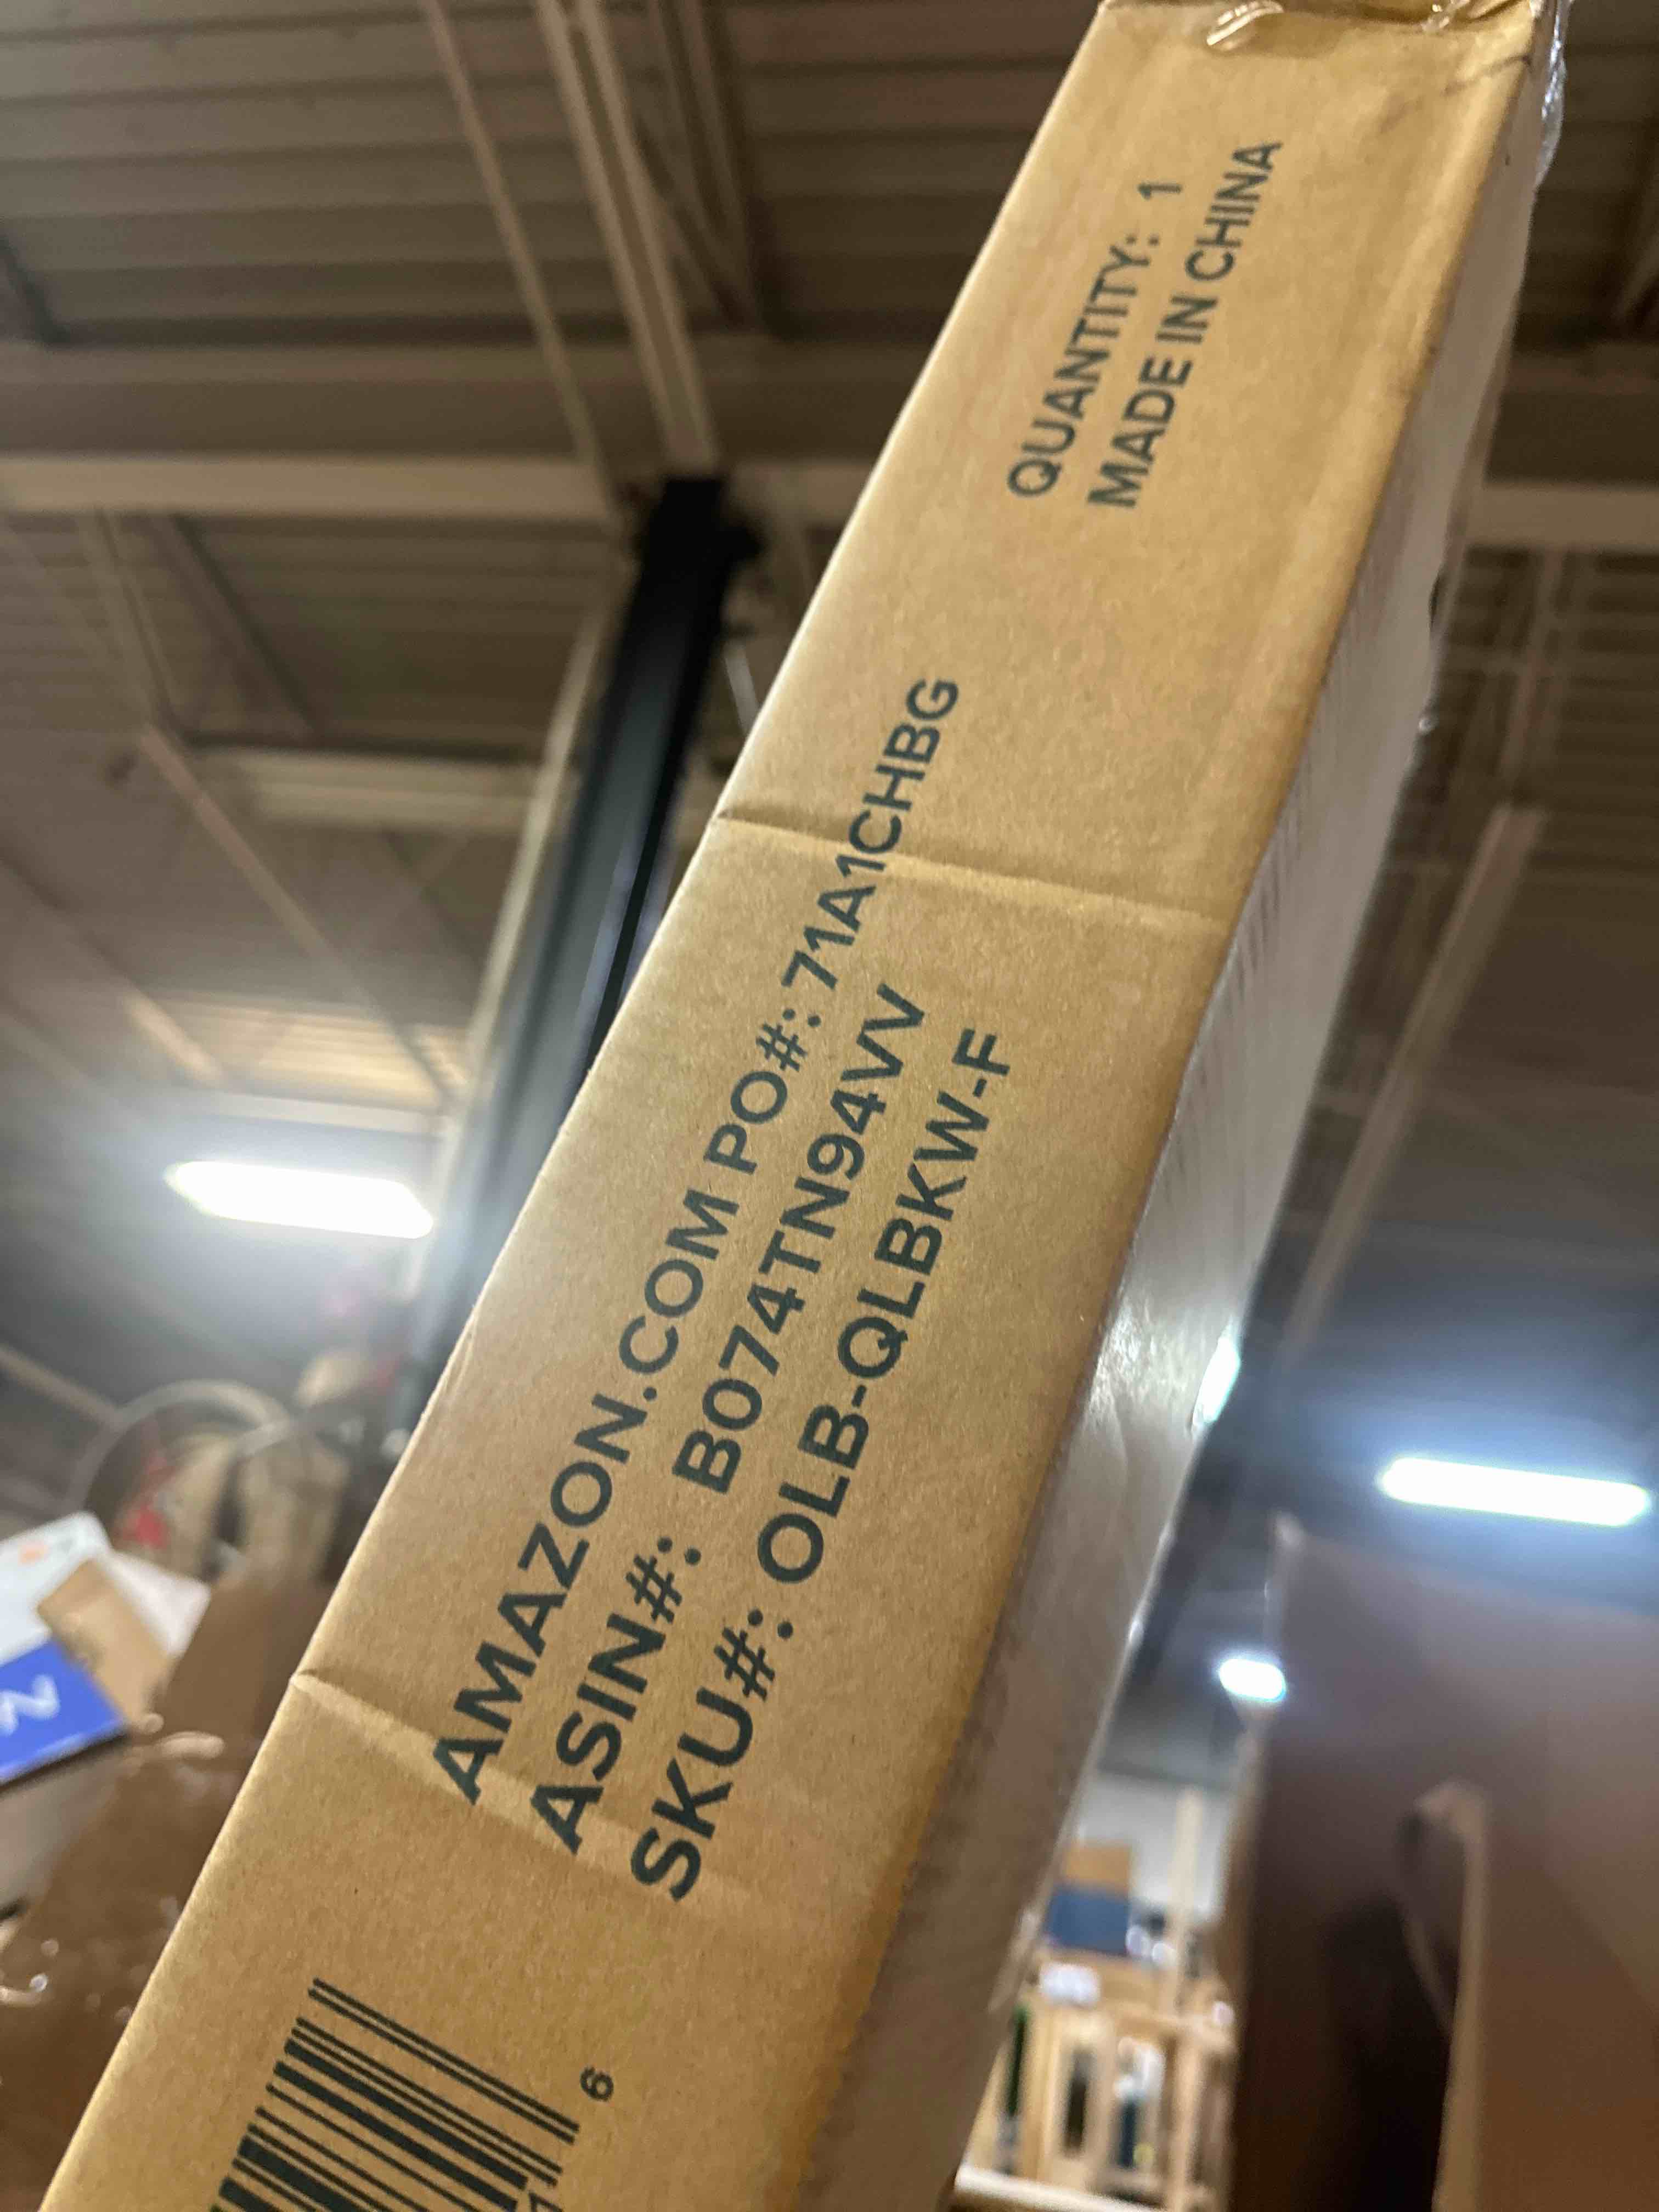 QUANTITY: 1
MADE IN CHINA
AMAZON.COM PO#: 71A1CHBG
ASIN#: B074TN94VV
SKU#: OLB-QLBKW-F
6